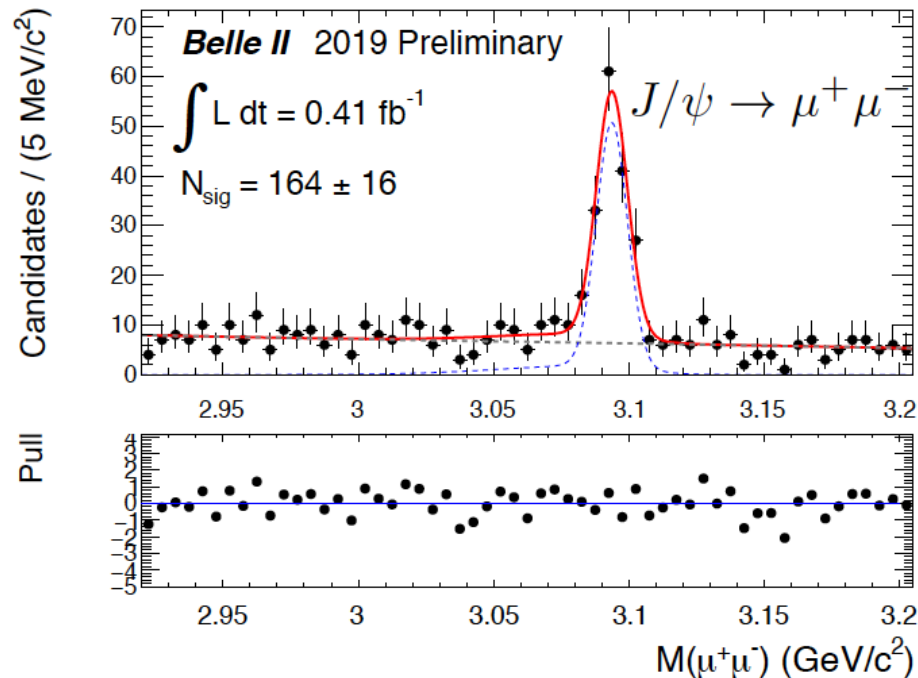 Candidates / (5 MeV/c²)
70
60
50
40
30
20
10
0
Belle II 2019 Preliminary
∫ L dt = 0.41 fb⁻¹
N_sig = 164 ± 16
J/ψ → μ⁺ μ⁻
2.95 3 3.05 3.1 3.15 3.2
Pull
4
3
2
1
0
−1
−2
−3
−4
−5
2.95 3 3.05 3.1 3.15 3.2
M(μ⁺μ⁻) (GeV/c²)